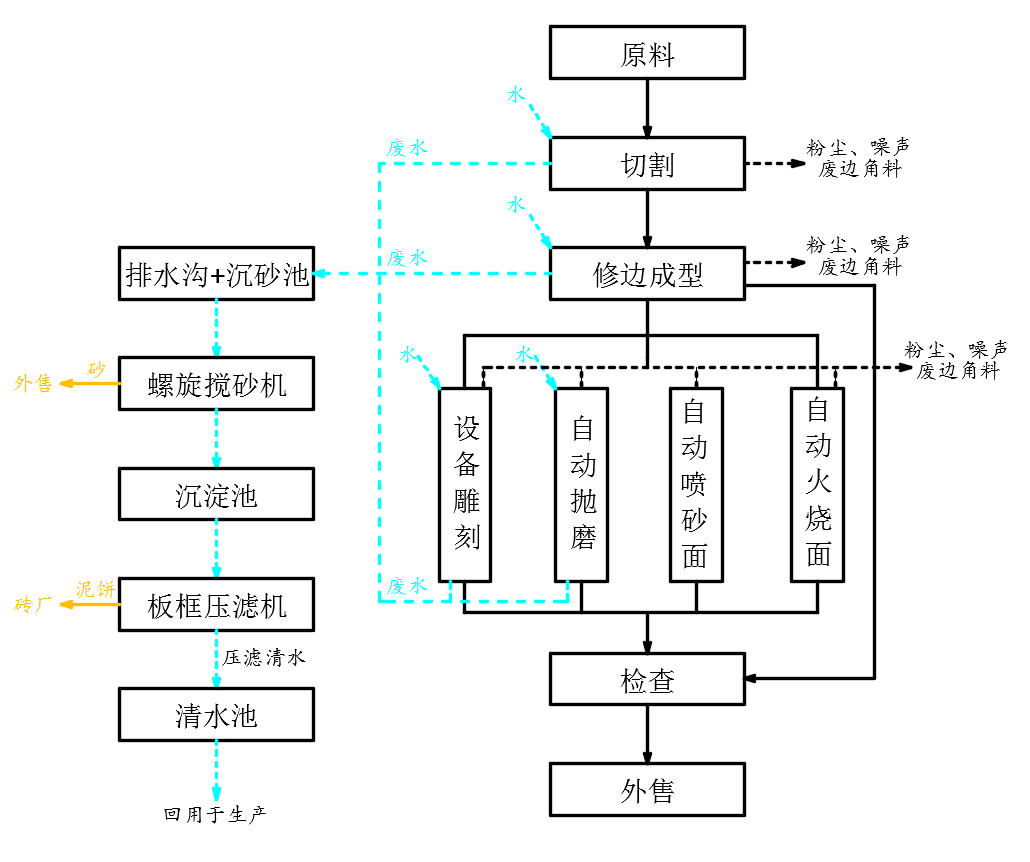 原料
水
废水
切割
粉尘、噪声
废边角料
水
废水
修边成型
粉尘、噪声
废边角料
排水沟+沉砂池
水
水
粉尘、噪声
废边角料
砂
外售
螺旋搅砂机
设备雕刻
自动抛磨
自动喷砂面
自动火烧面
沉淀池
废水
泥饼
砖厂
板框压滤机
压滤清水
检查
清水池
外售
回用于生产